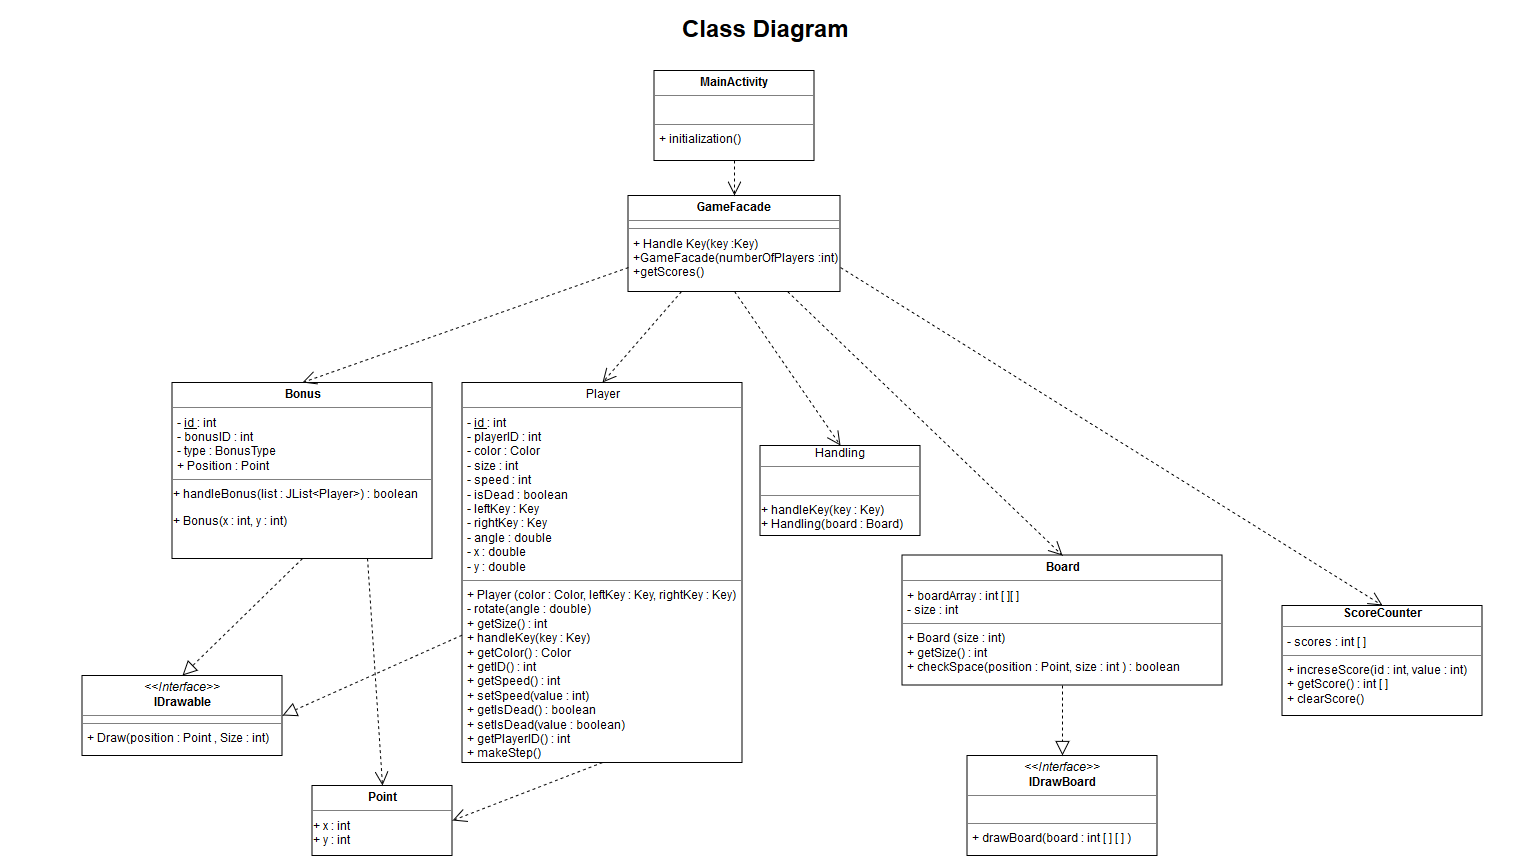 Class Diagram
MainActivity
+ initialization()
GameFacade
+ Handle Key(key :Key)
+GameFacade(numberOfPlayers :int)
+getScores()
Bonus
- id : int
- bonusID : int
- type : BonusType
+ Position : Point
+ handleBonus(list : JList<Player>) : boolean
+ Bonus(x : int, y : int)
Player
- id : int
- playerID : int
- color : Color
- size : int
- speed : int
- isDead : boolean
- leftKey : Key
- rightKey : Key
- angle : double
- x : double
- y : double
+ Player (color : Color, leftKey : Key, rightKey : Key)
- rotate(angle : double)
+ getSize() : int
+ handleKey(key : Key)
+ getColor() : Color
+ getID() : int
+ getSpeed() : int
+ setSpeed(value : int)
+ getIsDead() : boolean
+ setIsDead(value : boolean)
+ getPlayerID() : int
+ makeStep()
Handling
+ handleKey(key : Key)
+ Handling(board : Board)
Board
+ boardArray : int [ ][ ]
- size : int
+ Board (size : int)
+ getSize() : int
+ checkSpace(position : Point, size : int ) : boolean
ScoreCounter
- scores : int [ ]
+ increseScore(id : int, value : int)
+ getScore() : int [ ]
+ clearScore()
<<Interface>>
IDrawable
+ Draw(position : Point , Size : int)
Point
+ x : int
+ y : int
<<Interface>>
IDrawBoard
+ drawBoard(board : int [ ] [ ] )